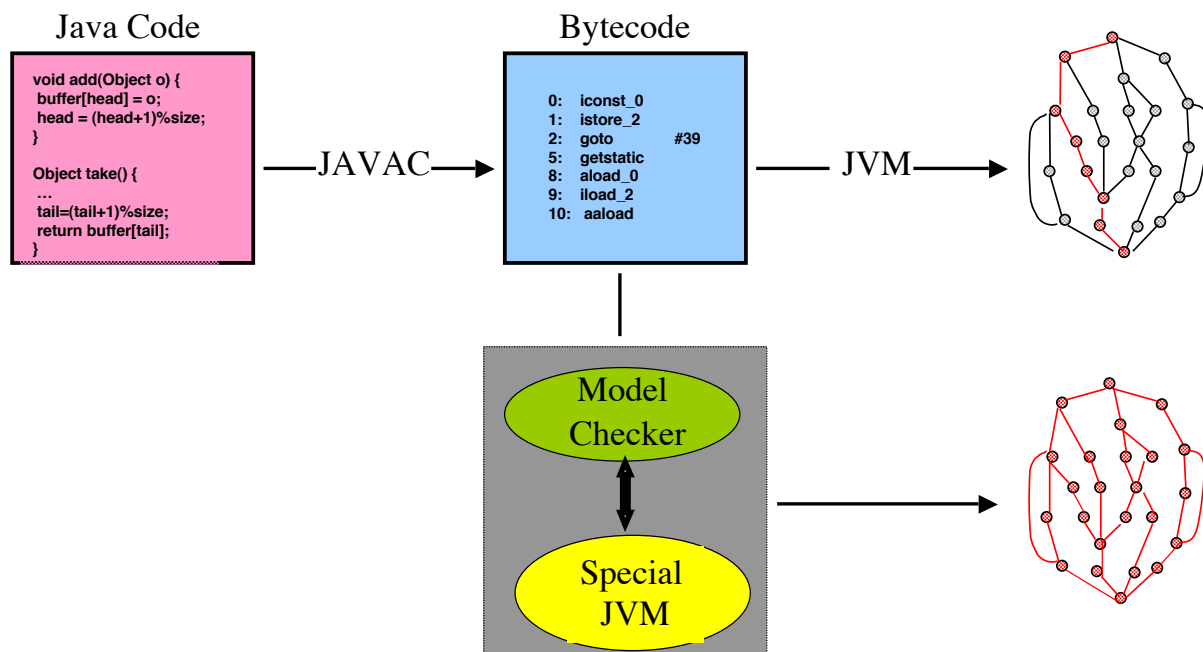 Java Code
void add(Object o) {
buffer[head] = o;
head = (head+1)%size;
}
Object take() {
…
tail=(tail+1)%size;
return buffer[tail];
}
JAVAC
Bytecode
0: iconst_0
1: istore_2
2: goto #39
5: getstatic
8: aload_0
9: iload_2
10: aaload
JVM
Model
Checker
Special
JVM